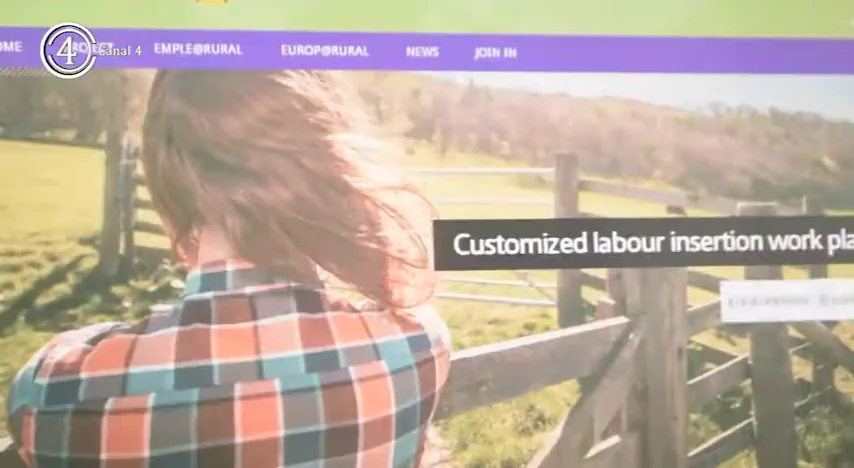 OME
4
Canal 4
EMPLE@RURAL
EUROP@RURAL
NEWS
JOIN IN
Customized labour insertion work pla